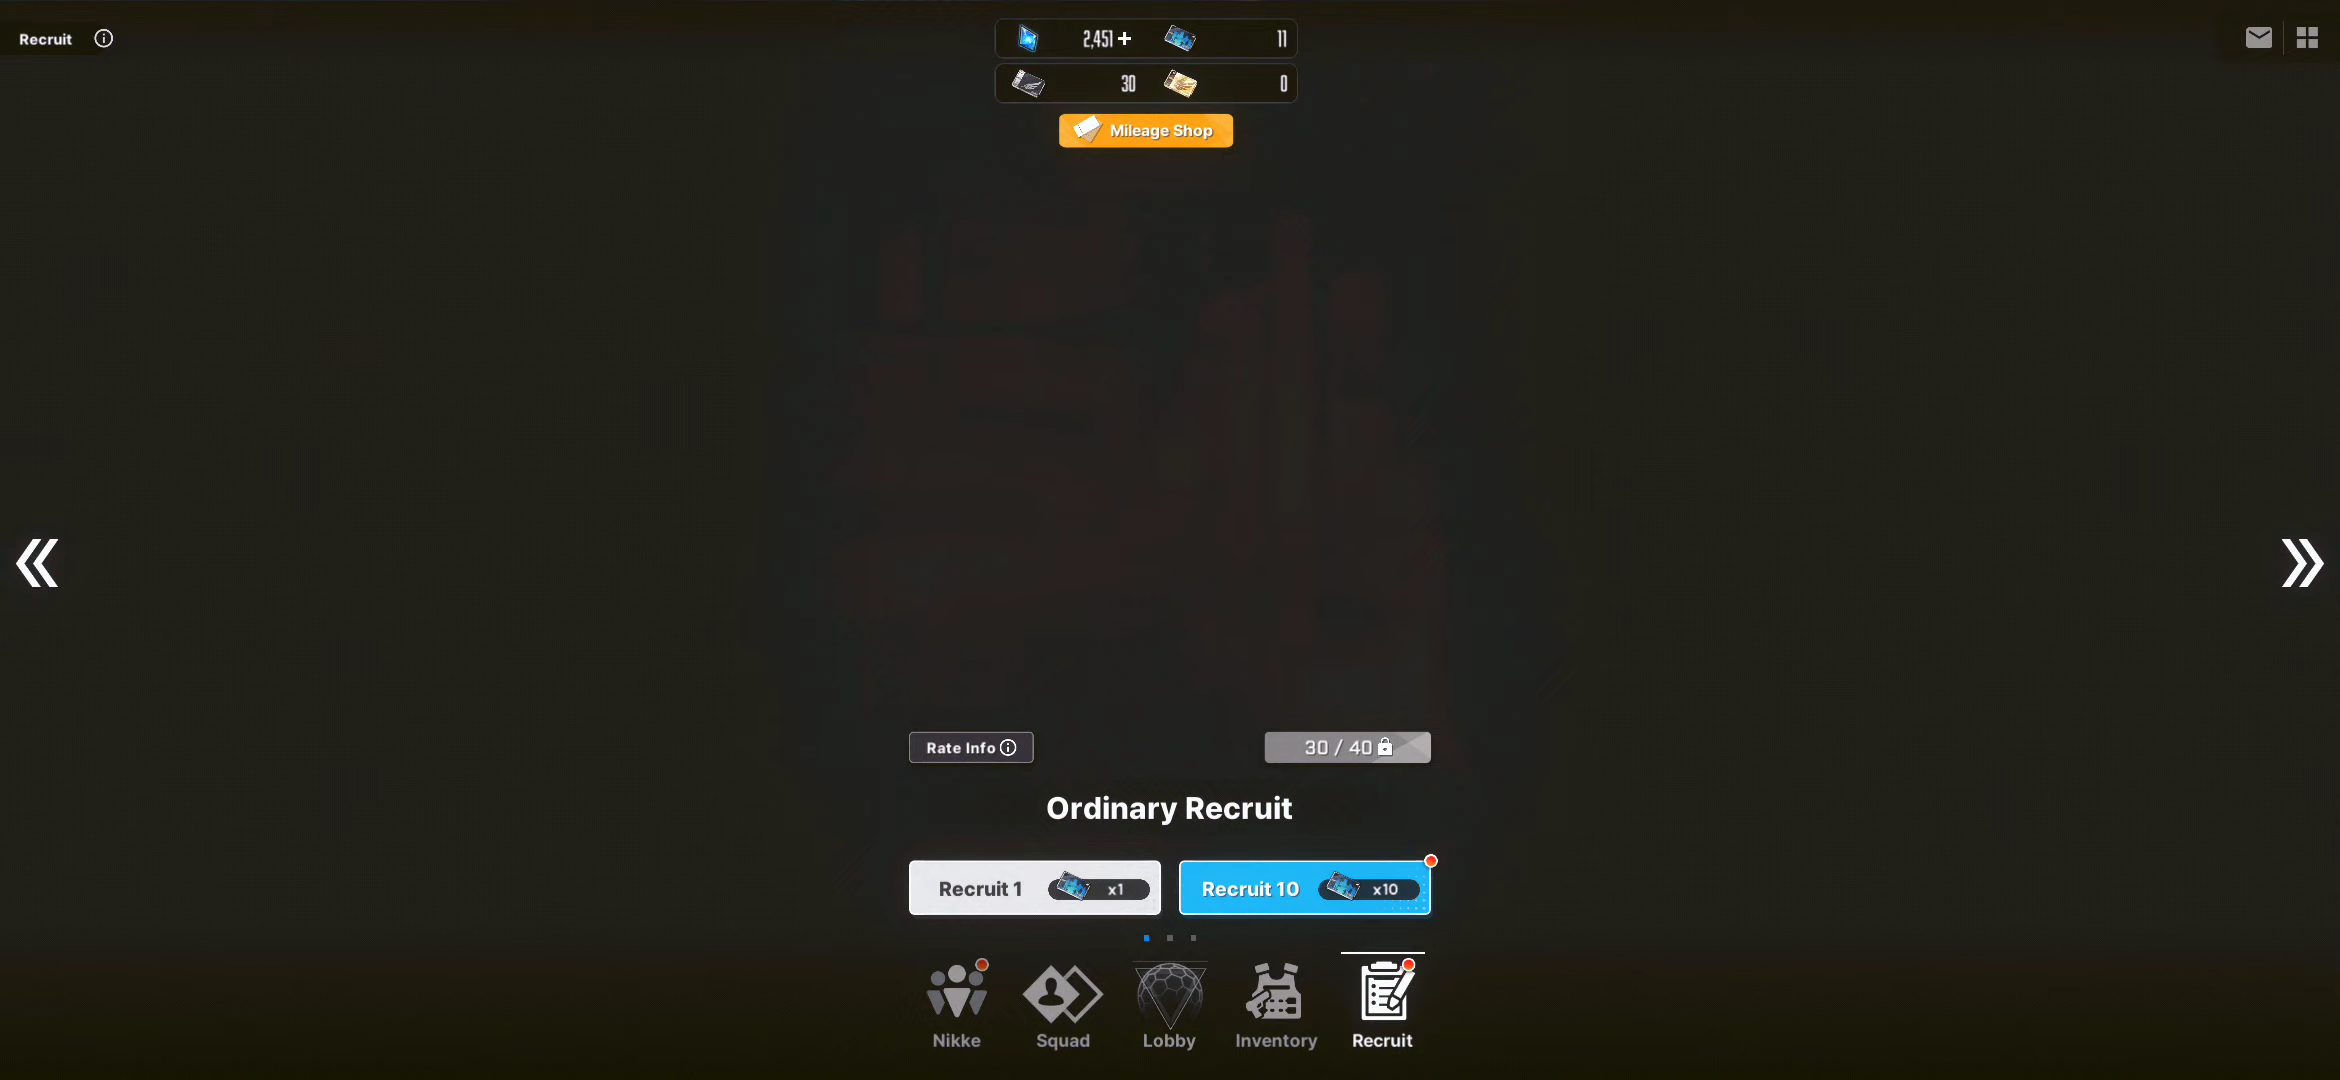 Recruit
2,451
11
30
0
Mileage Shop
Rate Info
30 / 40
Ordinary Recruit
Recruit 1
x1
Recruit 10
x10
Nikke
Squad
Lobby
Inventory
Recruit